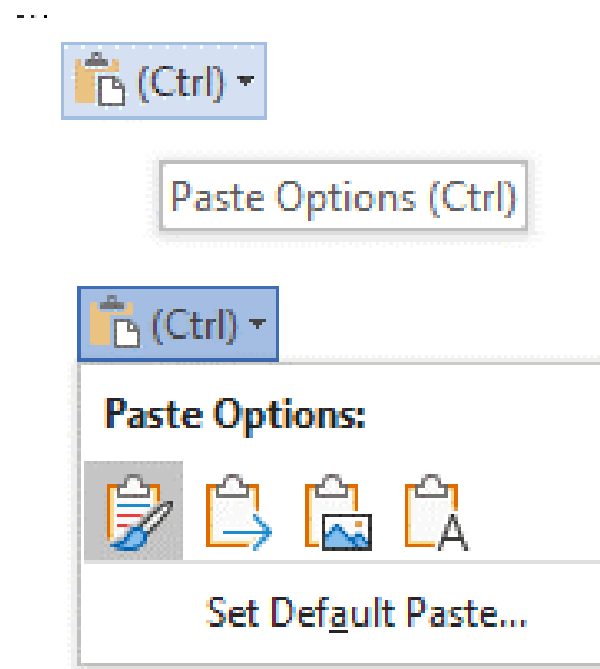 ...
(Ctrl)
Paste Options (Ctrl)
(Ctrl)
Paste Options:
A
Set Default Paste...